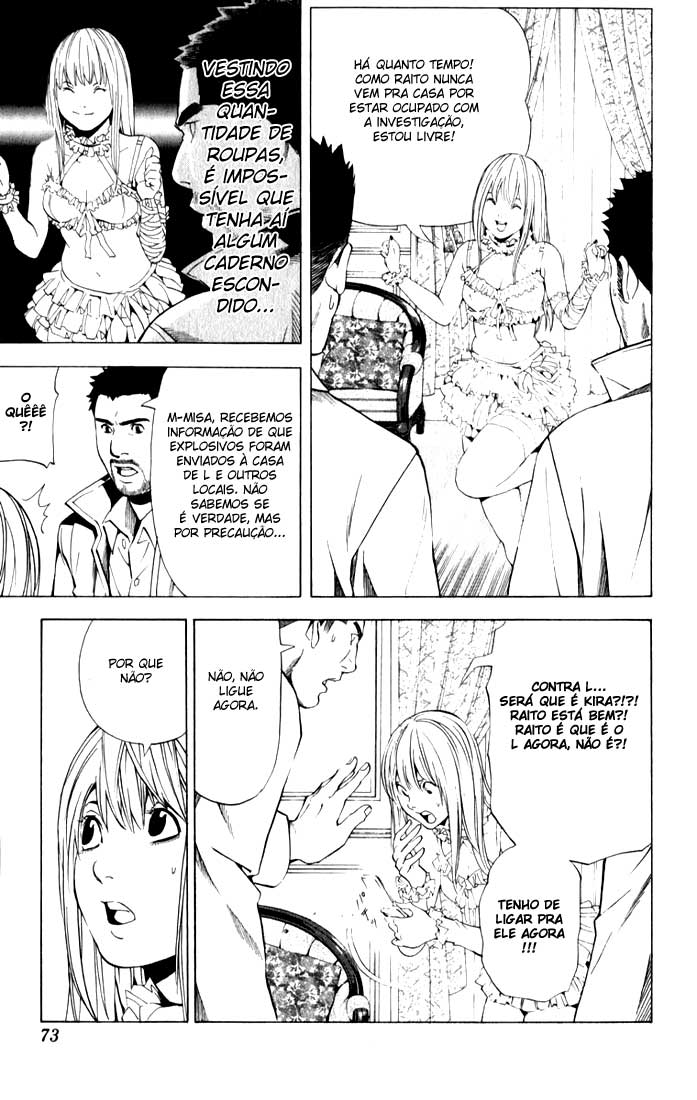 HÁ QUANTO TEMPO!
COMO RAITO NUNCA
VEM PRA CASA POR
ESTAR OCUPADO COM
A INVESTIGAÇÃO,
ESTOU LIVRE!
VESTINDO
ESSA
QUAN-
TIDADE DE
ROUPAS,
É IMPOS-
SÍVEL QUE
TENHA AÍ
ALGUM
CADERNO
ESCON-
DIDO...
M-MISA, RECEBEMOS
INFORMAÇÃO DE QUE
EXPLOSIVOS FORAM
ENVIADOS À CASA
DE L E OUTROS
LOCAIS. NÃO
SABEMOS SE
É VERDADE, MAS
POR PRECAUÇÃO...
O
QUÊÊÊ
?!
CONTRA L...
SERÁ QUE É KIRA?!?!
RAITO ESTÁ BEM?!
RAITO É QUE É O
L AGORA, NÃO É?!
TENHO DE
LIGAR PRA
ELE AGORA
!!!
NÃO, NÃO
LIGUE
AGORA.
POR QUE
NÃO?
73